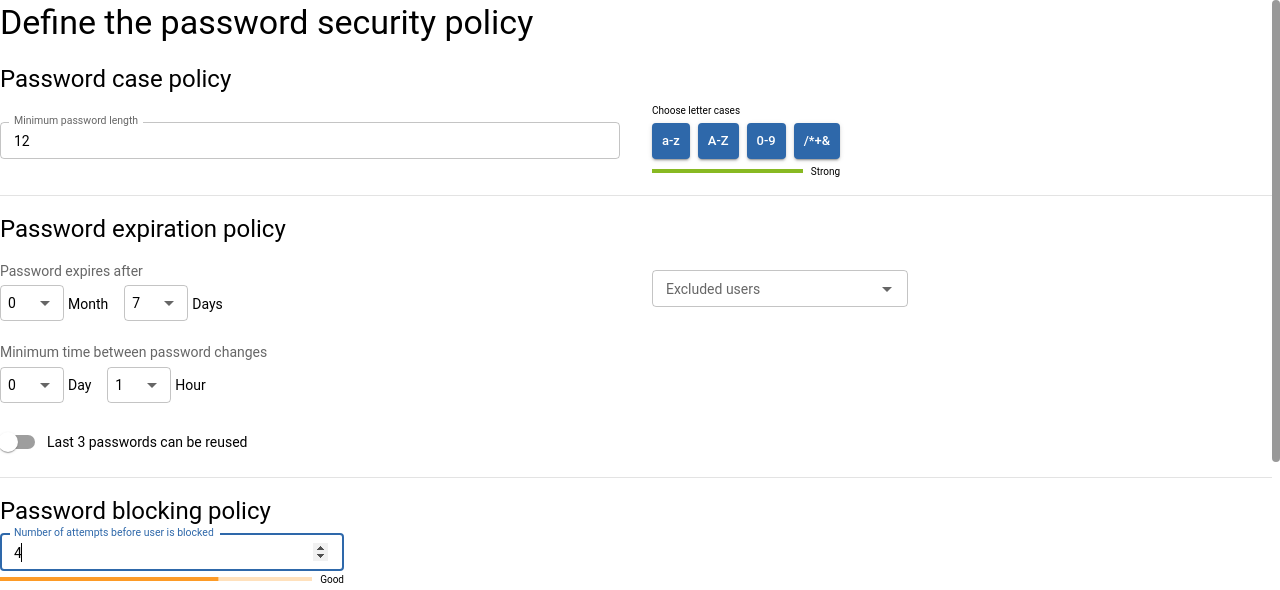 Define the password security policy
Password case policy
Minimum password length
12
Choose letter cases
a-z A-Z 0-9 /*+&
Strong
Password expiration policy
Password expires after
0 Month 7 Days
Excluded users
Minimum time between password changes
0 Day 1 Hour
Last 3 passwords can be reused
Password blocking policy
Number of attempts before user is blocked
4
Good